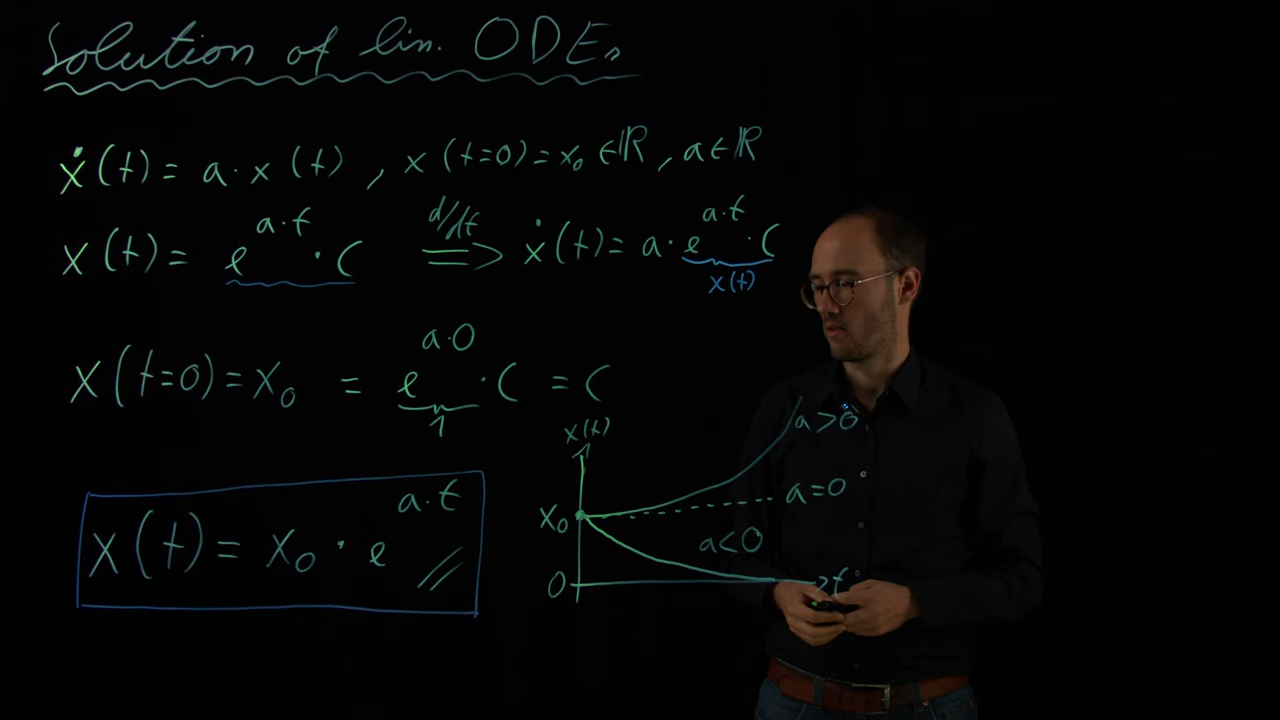 Solution of lin. ODEs
ẋ(t) = a·x(t) , x(t=0) = x₀ ∈ ℝ , a ∈ ℝ
x(t) = e^{a·t} · C  d/dt ⟹  ẋ(t) = a·e^{a·t}·C
x(t)
x(t=0) = x₀ = e^{a·0} · C = C
1
x(t)
a>0
a=0
x₀
a<0
x(t) = x₀ · e^{a·t} //
0
t